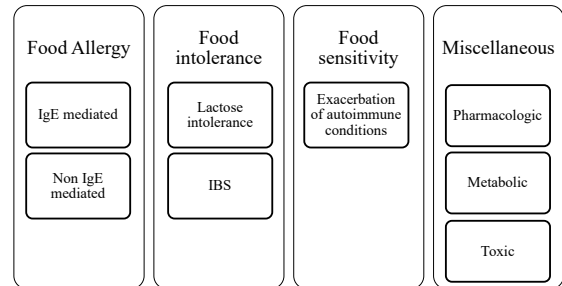 Food Allergy
IgE mediated
Non IgE
mediated
Food
intolerance
Lactose
intolerance
IBS
Food
sensitivity
Exacerbation
of autoimmune
conditions
Miscellaneous
Pharmacologic
Metabolic
Toxic